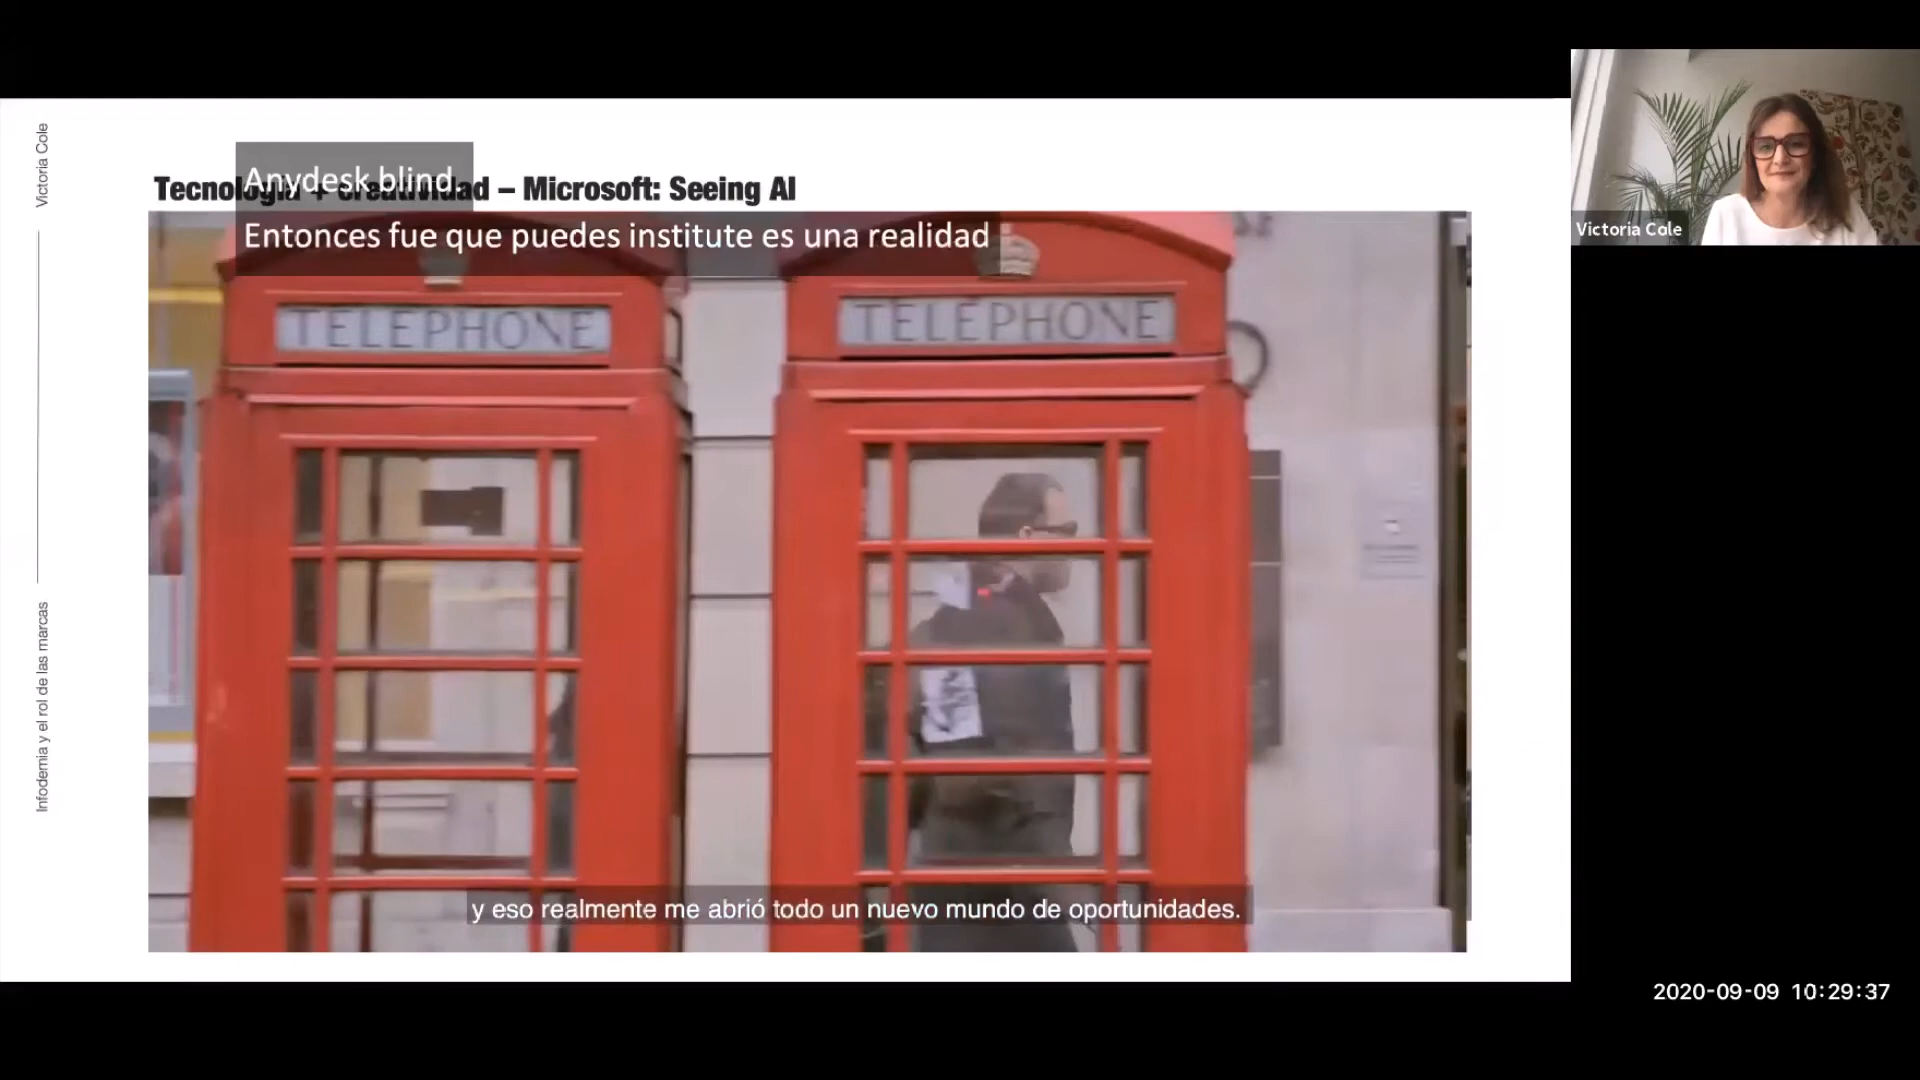 Victoria Cole
Infodemia y el rol de las marcas
Anydesk blind
Tecnología + creatividad – Microsoft: Seeing AI
Entonces fue que puedes institute es una realidad
TELEPHONE
TELEPHONE
y eso realmente me abrió todo un nuevo mundo de oportunidades.
Victoria Cole
2020-09-09 10:29:37